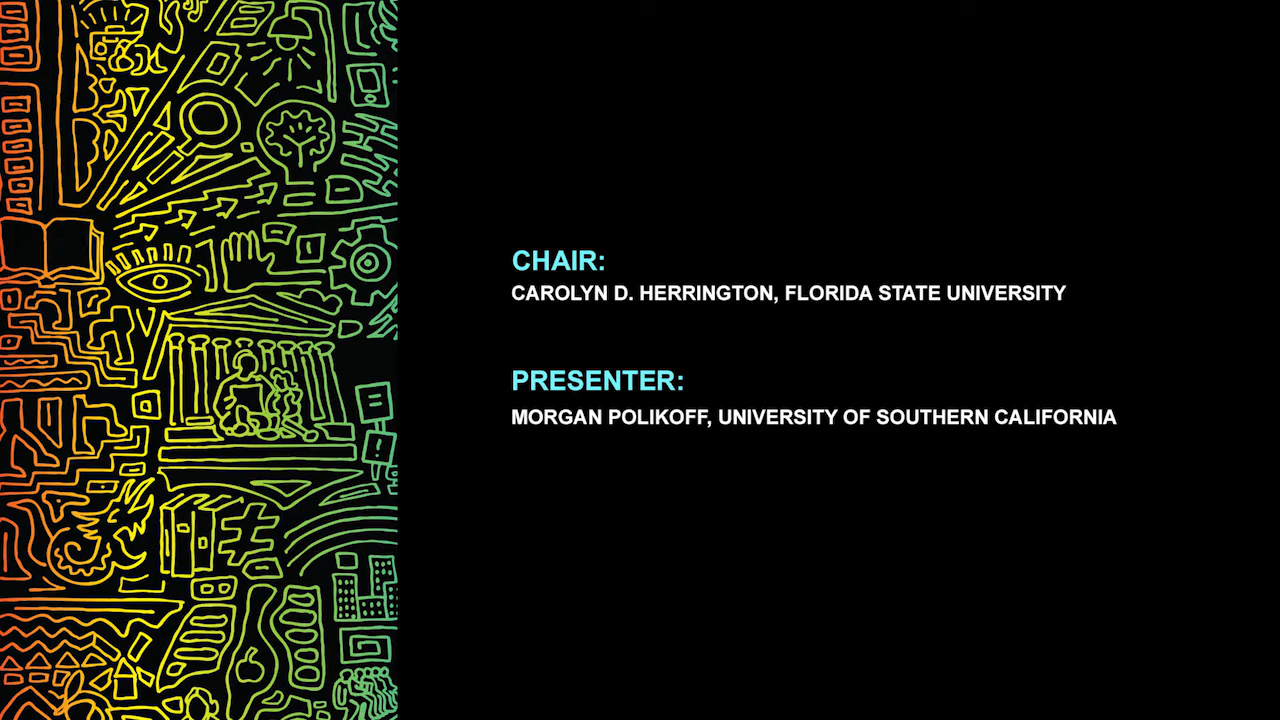 CHAIR:
CAROLYN D. HERRINGTON, FLORIDA STATE UNIVERSITY
PRESENTER:
MORGAN POLIKOFF, UNIVERSITY OF SOUTHERN CALIFORNIA